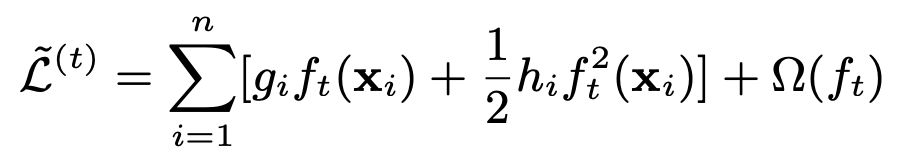 $\tilde{\mathcal{L}}^{(t)} = \sum_{i=1}^{n} [g_i f_t(\mathbf{x}_i) + \frac{1}{2} h_i f_t^2(\mathbf{x}_i)] + \Omega(f_t)$